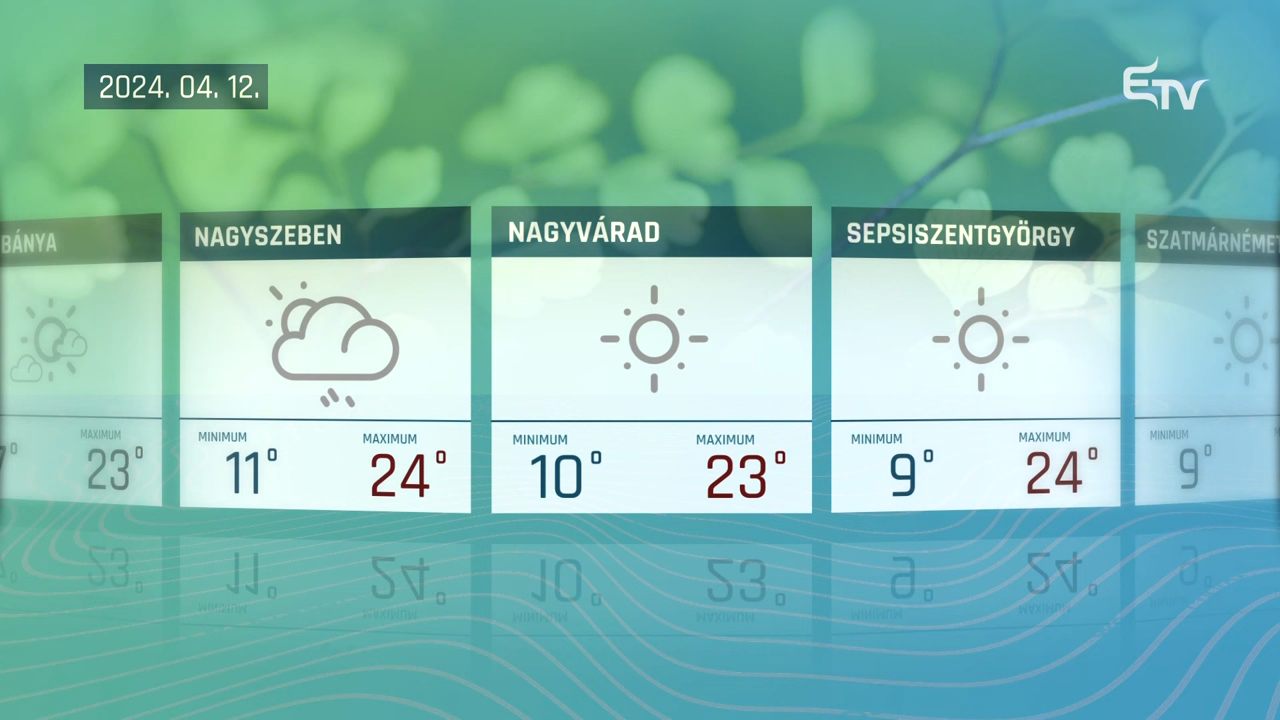 2024. 04. 12.
ETV
BÁNYA
NAGYSZEBEN
NAGYVÁRAD
SEPSISZENTGYÖRGY
SZATMÁRNÉMET
MAXIMUM
7° 23°
MINIMUM MAXIMUM
11° 24°
MINIMUM MAXIMUM
10° 23°
MINIMUM MAXIMUM
9° 24°
MINIMUM
9°